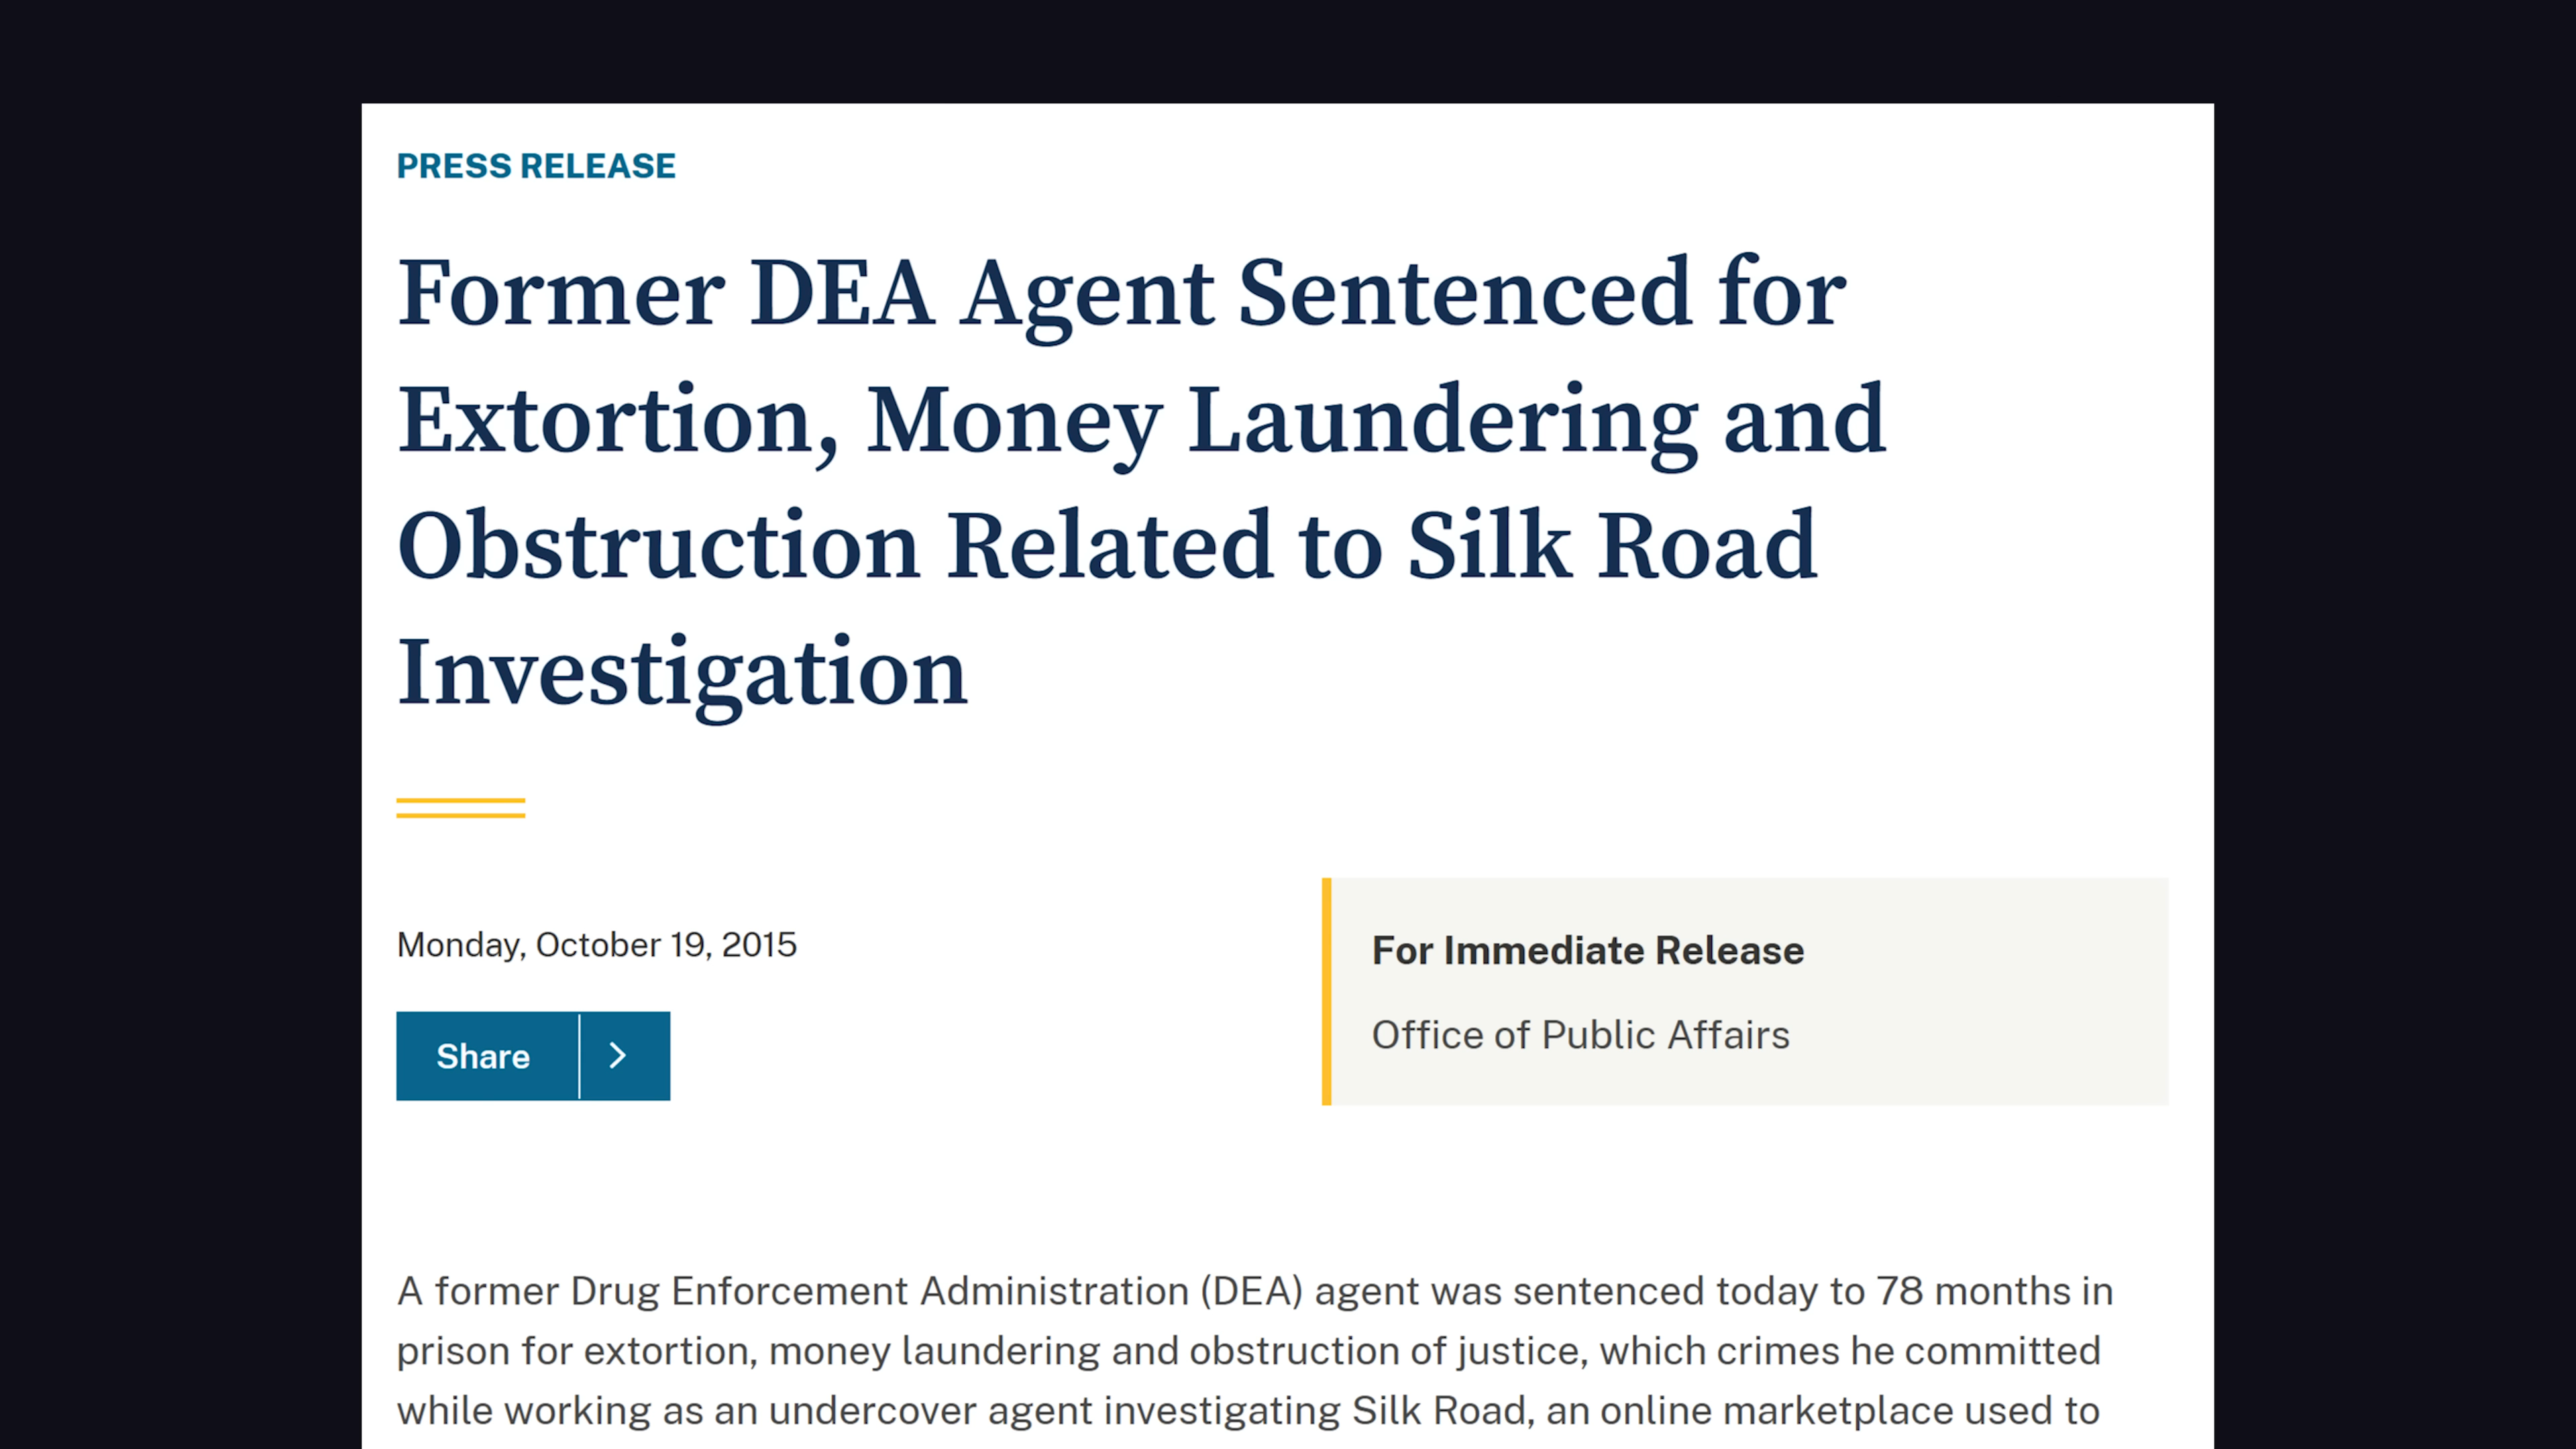 PRESS RELEASE
Former DEA Agent Sentenced for
Extortion, Money Laundering and
Obstruction Related to Silk Road
Investigation
Monday, October 19, 2015
For Immediate Release
Office of Public Affairs
Share
A former Drug Enforcement Administration (DEA) agent was sentenced today to 78 months in
prison for extortion, money laundering and obstruction of justice, which crimes he committed
while working as an undercover agent investigating Silk Road, an online marketplace used to